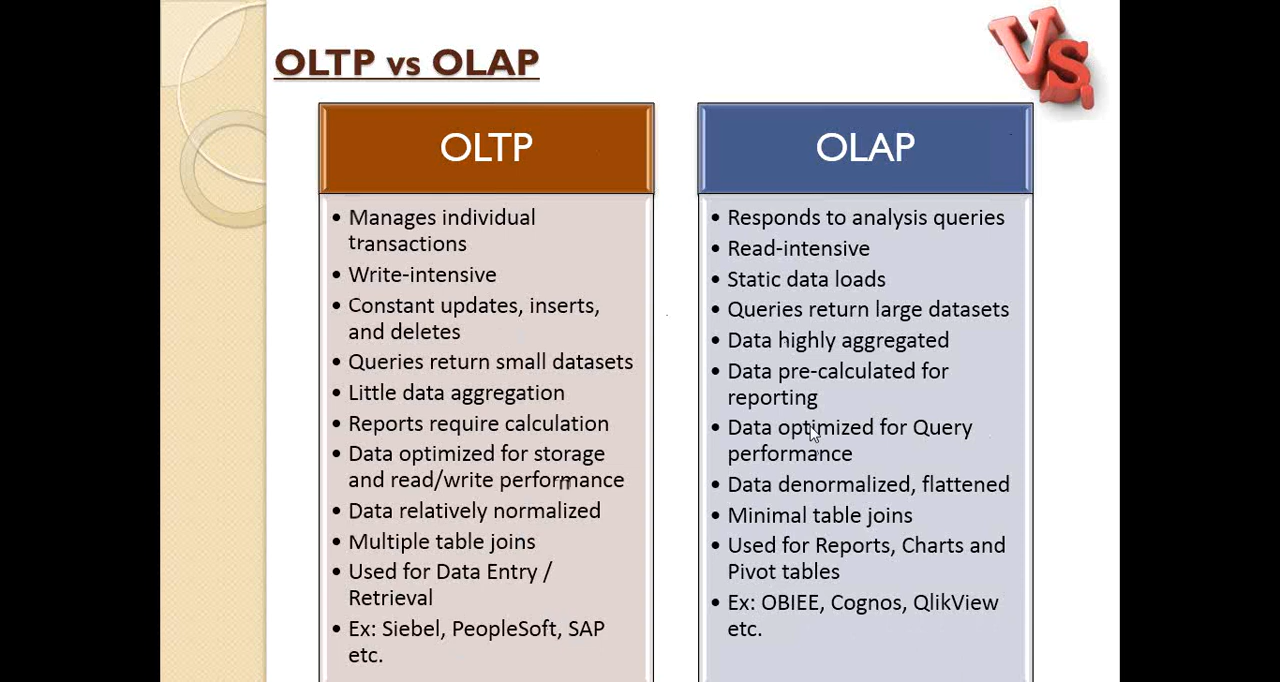 OLTP vs OLAP
Vs.
OLTP
• Manages individual
transactions
• Write-intensive
• Constant updates, inserts,
and deletes
• Queries return small datasets
• Little data aggregation
• Reports require calculation
• Data optimized for storage
and read/write performance
• Data relatively normalized
• Multiple table joins
• Used for Data Entry /
Retrieval
• Ex: Siebel, PeopleSoft, SAP
etc.
OLAP
• Responds to analysis queries
• Read-intensive
• Static data loads
• Queries return large datasets
• Data highly aggregated
• Data pre-calculated for
reporting
• Data optimized for Query
performance
• Data denormalized, flattened
• Minimal table joins
• Used for Reports, Charts and
Pivot tables
• Ex: OBIEE, Cognos, QlikView
etc.